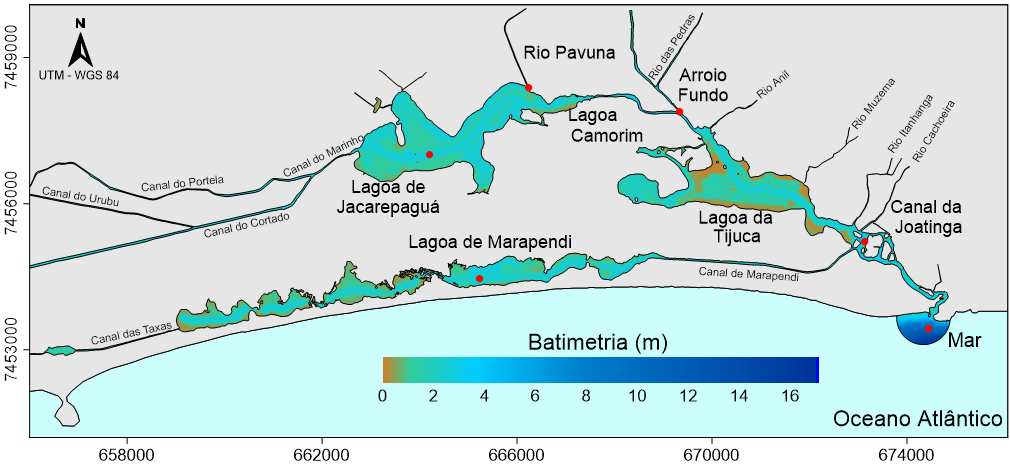 N
UTM - WGS 84
7459000
7456000
7453000
Rio Pavuna
Rio das Pedras
Arroio
Fundo
Rio Anil
Lagoa
Camorim
Rio Muzema
Rio Itanhanga
Rio Cachoeira
Canal do Marinho
Canal do Portela
Canal do Urubu
Canal do Cortado
Lagoa de
Jacarepaguá
Lagoa da
Tijuca
Canal da
Joatinga
Lagoa de Marapendi
Canal de Marapendi
Canal das Taxas
Mar
Batimetria (m)
0 2 4 6 8 10 12 14 16
Oceano Atlântico
658000 662000 666000 670000 674000